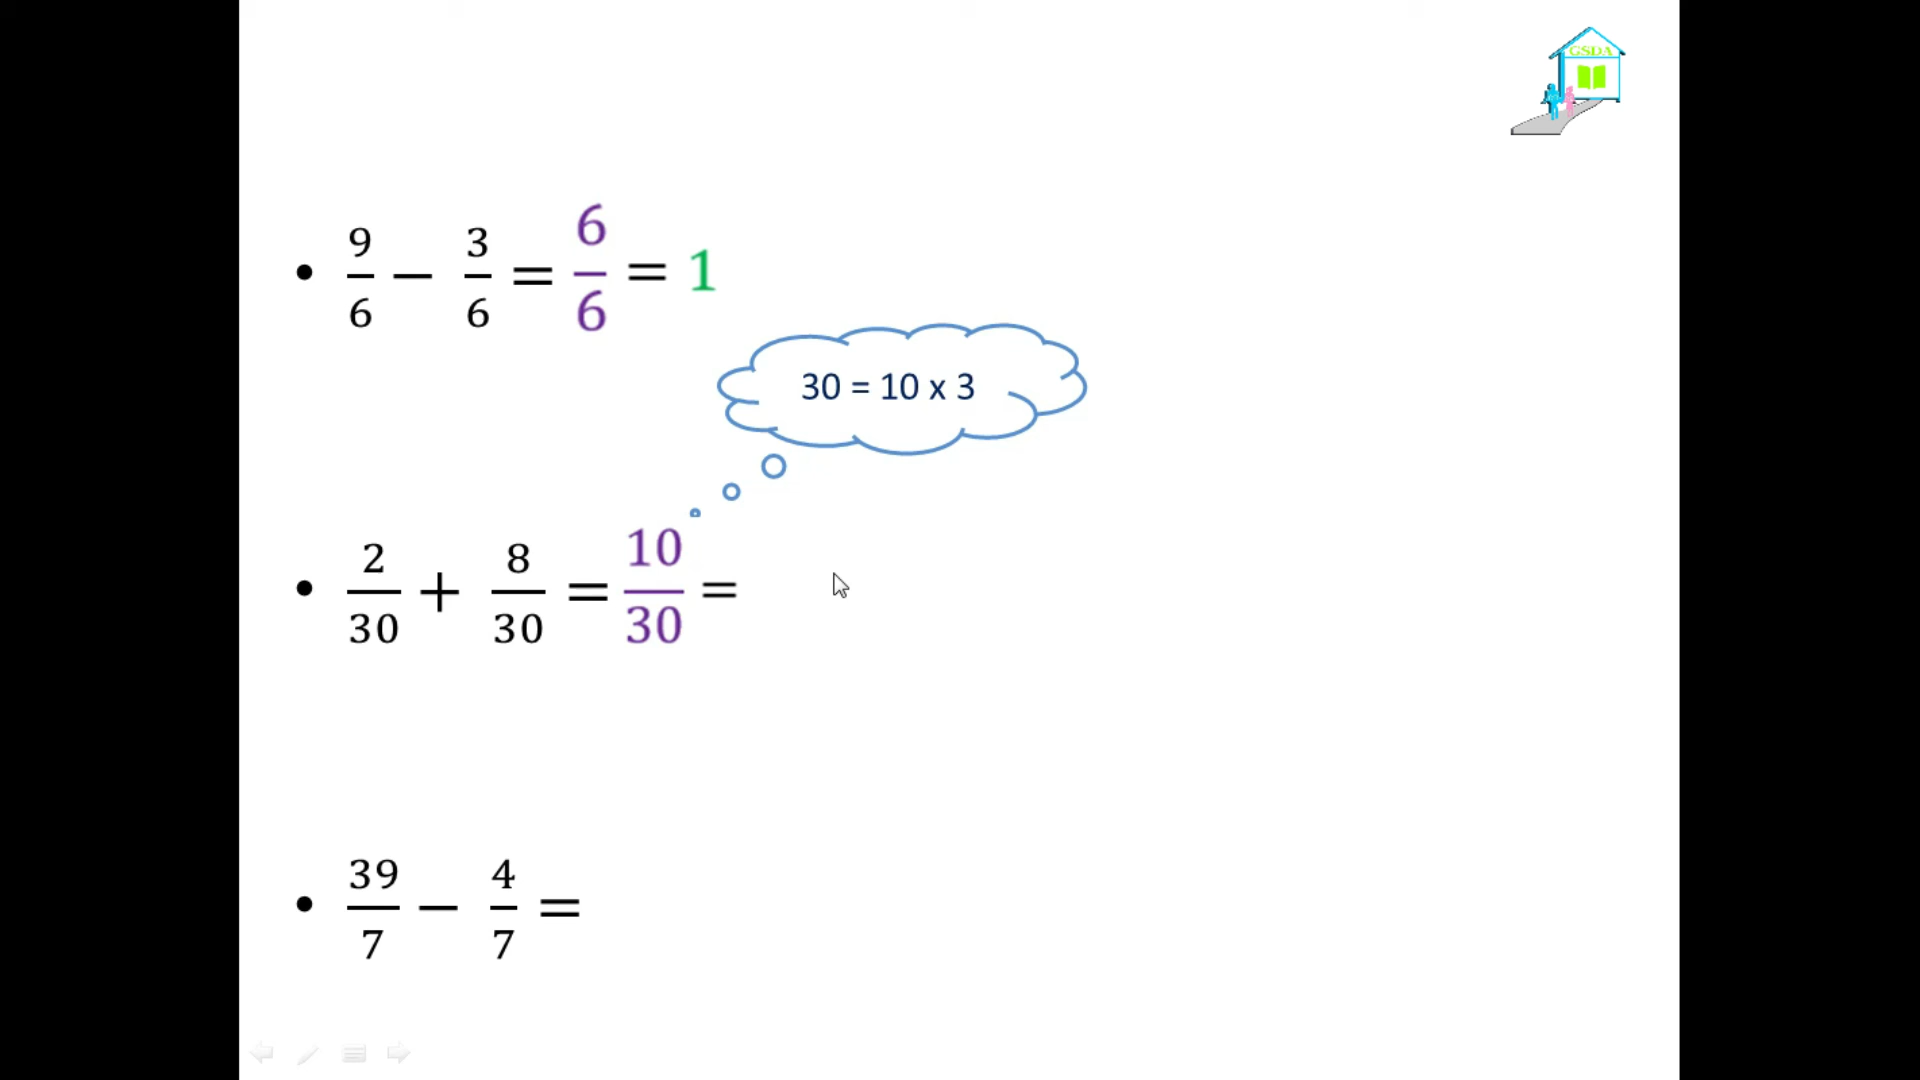 GSDA
• 9/6 − 3/6 = 6/6 = 1
30 = 10 x 3
• 2/30 + 8/30 = 10/30 =
• 39/7 − 4/7 =